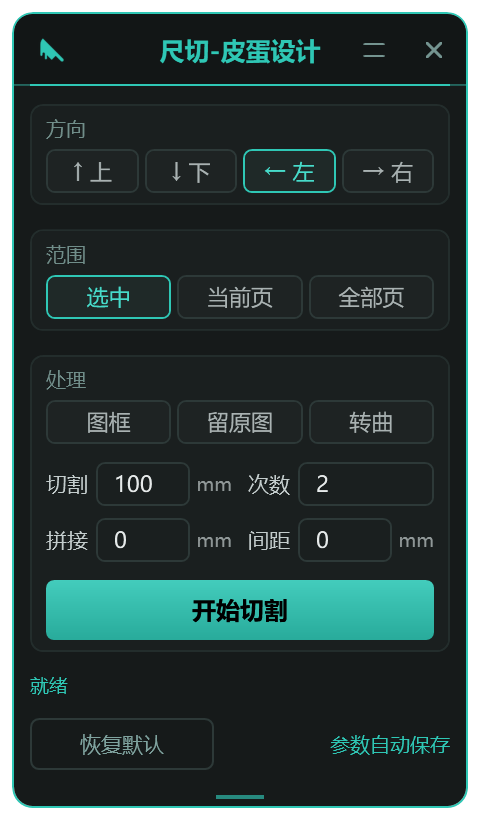 尺切-皮蛋设计
方向
↑上 ↓下 ←左 →右
范围
选中 当前页 全部页
处理
图框 留原图 转曲
切割 100 mm 次数 2
拼接 0 mm 间距 0 mm
开始切割
就绪
恢复默认 参数自动保存